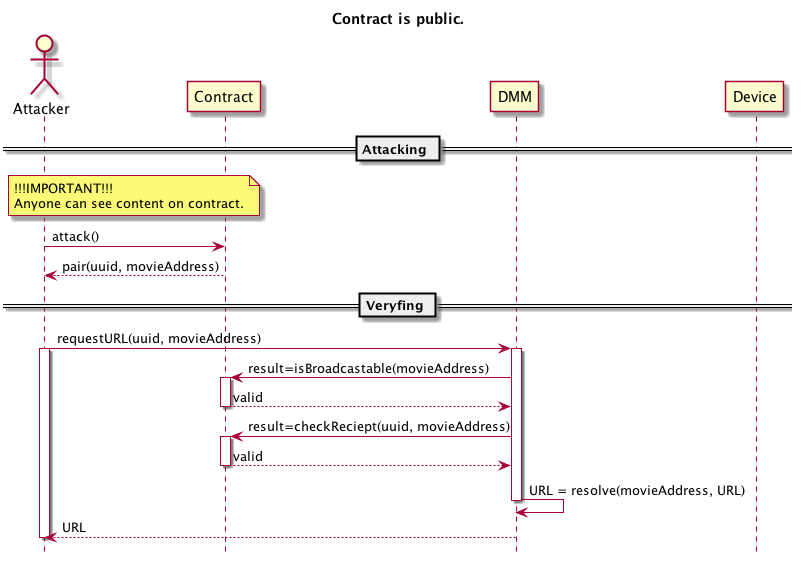 Contract is public.
Attacker
Contract
DMM
Device
Attacking
!!!IMPORTANT!!!
Anyone can see content on contract.
attack()
pair(uuid, movieAddress)
Veryfing
requestURL(uuid, movieAddress)
result=isBroadcastable(movieAddress)
valid
result=checkReciept(uuid, movieAddress)
valid
URL = resolve(movieAddress, URL)
URL